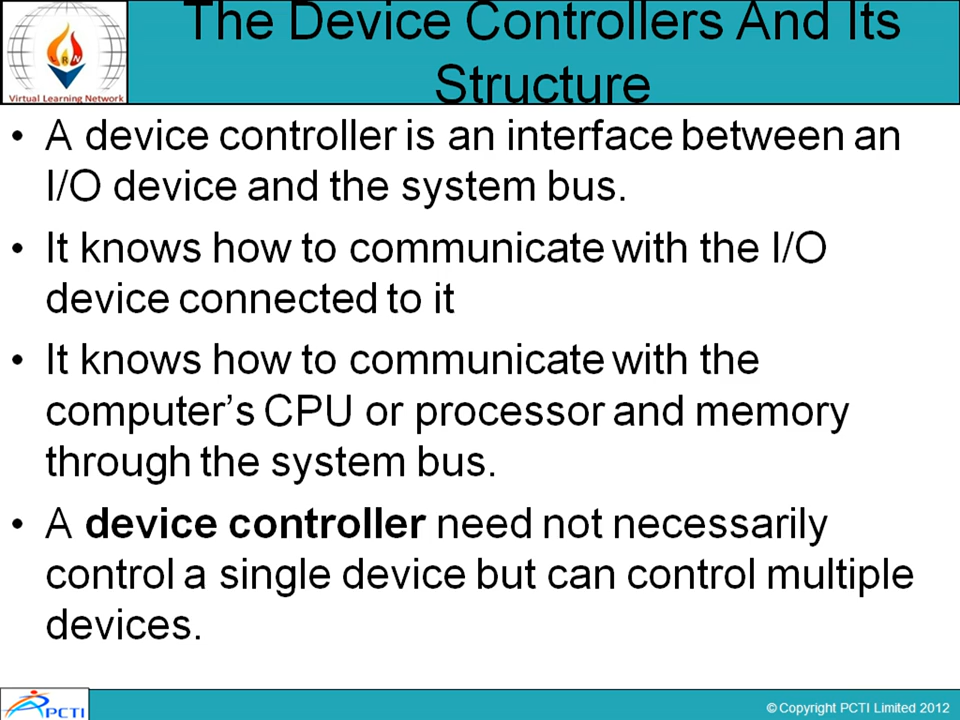 The Device Controllers And Its
Structure
RN
Virtual Learning Network
• A device controller is an interface between an
I/O device and the system bus.
• It knows how to communicate with the I/O
device connected to it
• It knows how to communicate with the
computer’s CPU or processor and memory
through the system bus.
• A device controller need not necessarily
control a single device but can control multiple
devices.
PCTI
© Copyright PCTI Limited 2012